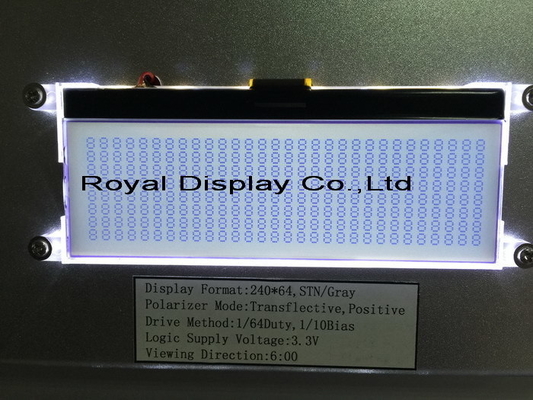 Royal Display Co.,Ltd
Display Format:240*64,STN/Gray
Polarizer Mode:Transflective,Positive
Drive Method:1/64Duty,1/10Bias
Logic Supply Voltage:3.3V
Viewing Direction:6:00